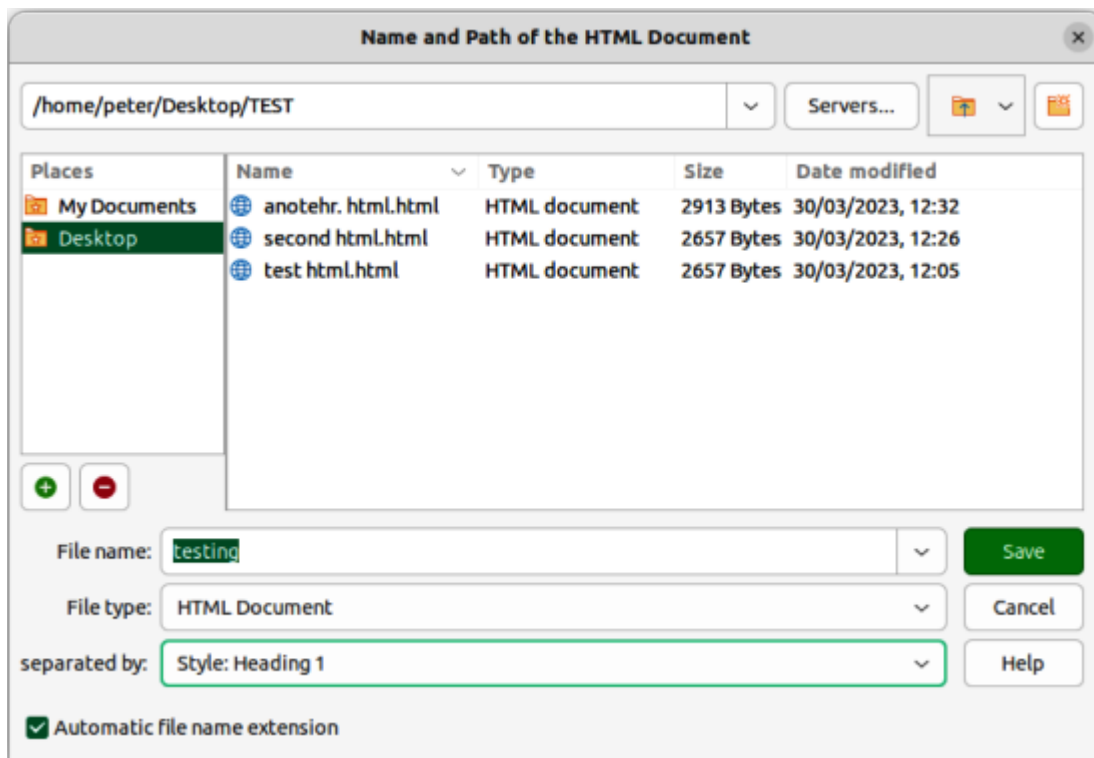 Name and Path of the HTML Document
/home/peter/Desktop/TEST Servers...
Places Name Type Size Date modified
My Documents anotehr. html.html HTML document 2913 Bytes 30/03/2023, 12:32
Desktop second html.html HTML document 2657 Bytes 30/03/2023, 12:26
test html.html HTML document 2657 Bytes 30/03/2023, 12:05
File name: testing Save
File type: HTML Document Cancel
separated by: Style: Heading 1 Help
Automatic file name extension